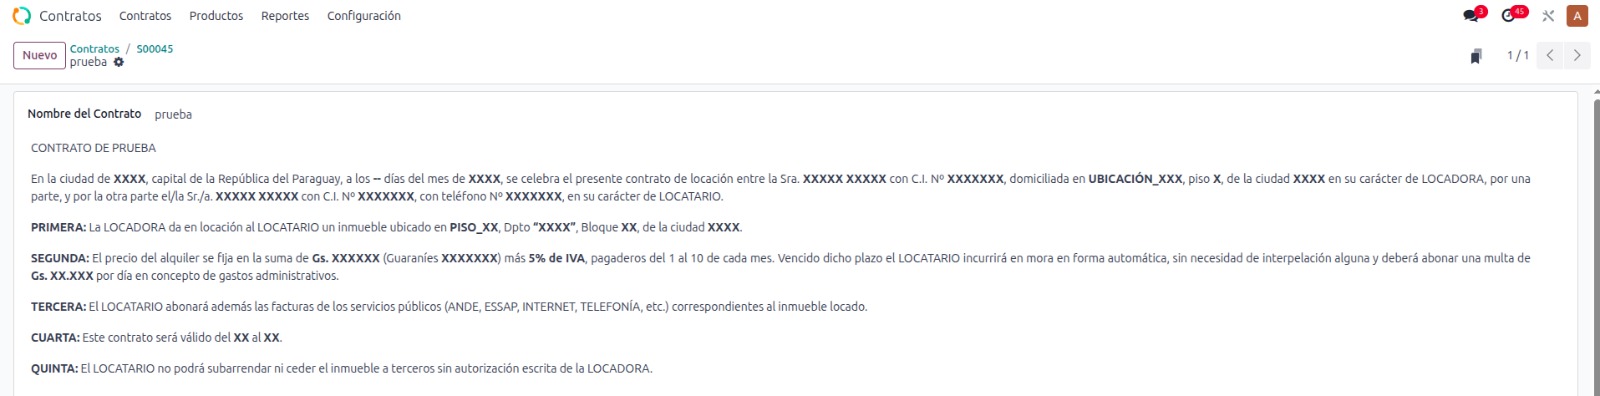 Contratos Contratos Productos Reportes Configuración 3 45 A
Nuevo Contratos / S00045
prueba 1 / 1
Nombre del Contrato prueba
CONTRATO DE PRUEBA
En la ciudad de XXXX, capital de la República del Paraguay, a los -- días del mes de XXXX, se celebra el presente contrato de locación entre la Sra. XXXXX XXXXX con C.I. Nº XXXXXXX, domiciliada en UBICACIÓN_XXX, piso X, de la ciudad XXXX en su carácter de LOCADORA, por una
parte, y por la otra parte el/la Sr./a. XXXXX XXXXX con C.I. Nº XXXXXXX, con teléfono Nº XXXXXXX, en su carácter de LOCATARIO.
PRIMERA: La LOCADORA da en locación al LOCATARIO un inmueble ubicado en PISO_XX, Dpto “XXXX”, Bloque XX, de la ciudad XXXX.
SEGUNDA: El precio del alquiler se fija en la suma de Gs. XXXXXX (Guaraníes XXXXXXX) más 5% de IVA, pagaderos del 1 al 10 de cada mes. Vencido dicho plazo el LOCATARIO incurrirá en mora en forma automática, sin necesidad de interpelación alguna y deberá abonar una multa de
Gs. XX.XXX por día en concepto de gastos administrativos.
TERCERA: El LOCATARIO abonará además las facturas de los servicios públicos (ANDE, ESSAP, INTERNET, TELEFONÍA, etc.) correspondientes al inmueble locado.
CUARTA: Este contrato será válido del XX al XX.
QUINTA: El LOCATARIO no podrá subarrendar ni ceder el inmueble a terceros sin autorización escrita de la LOCADORA.